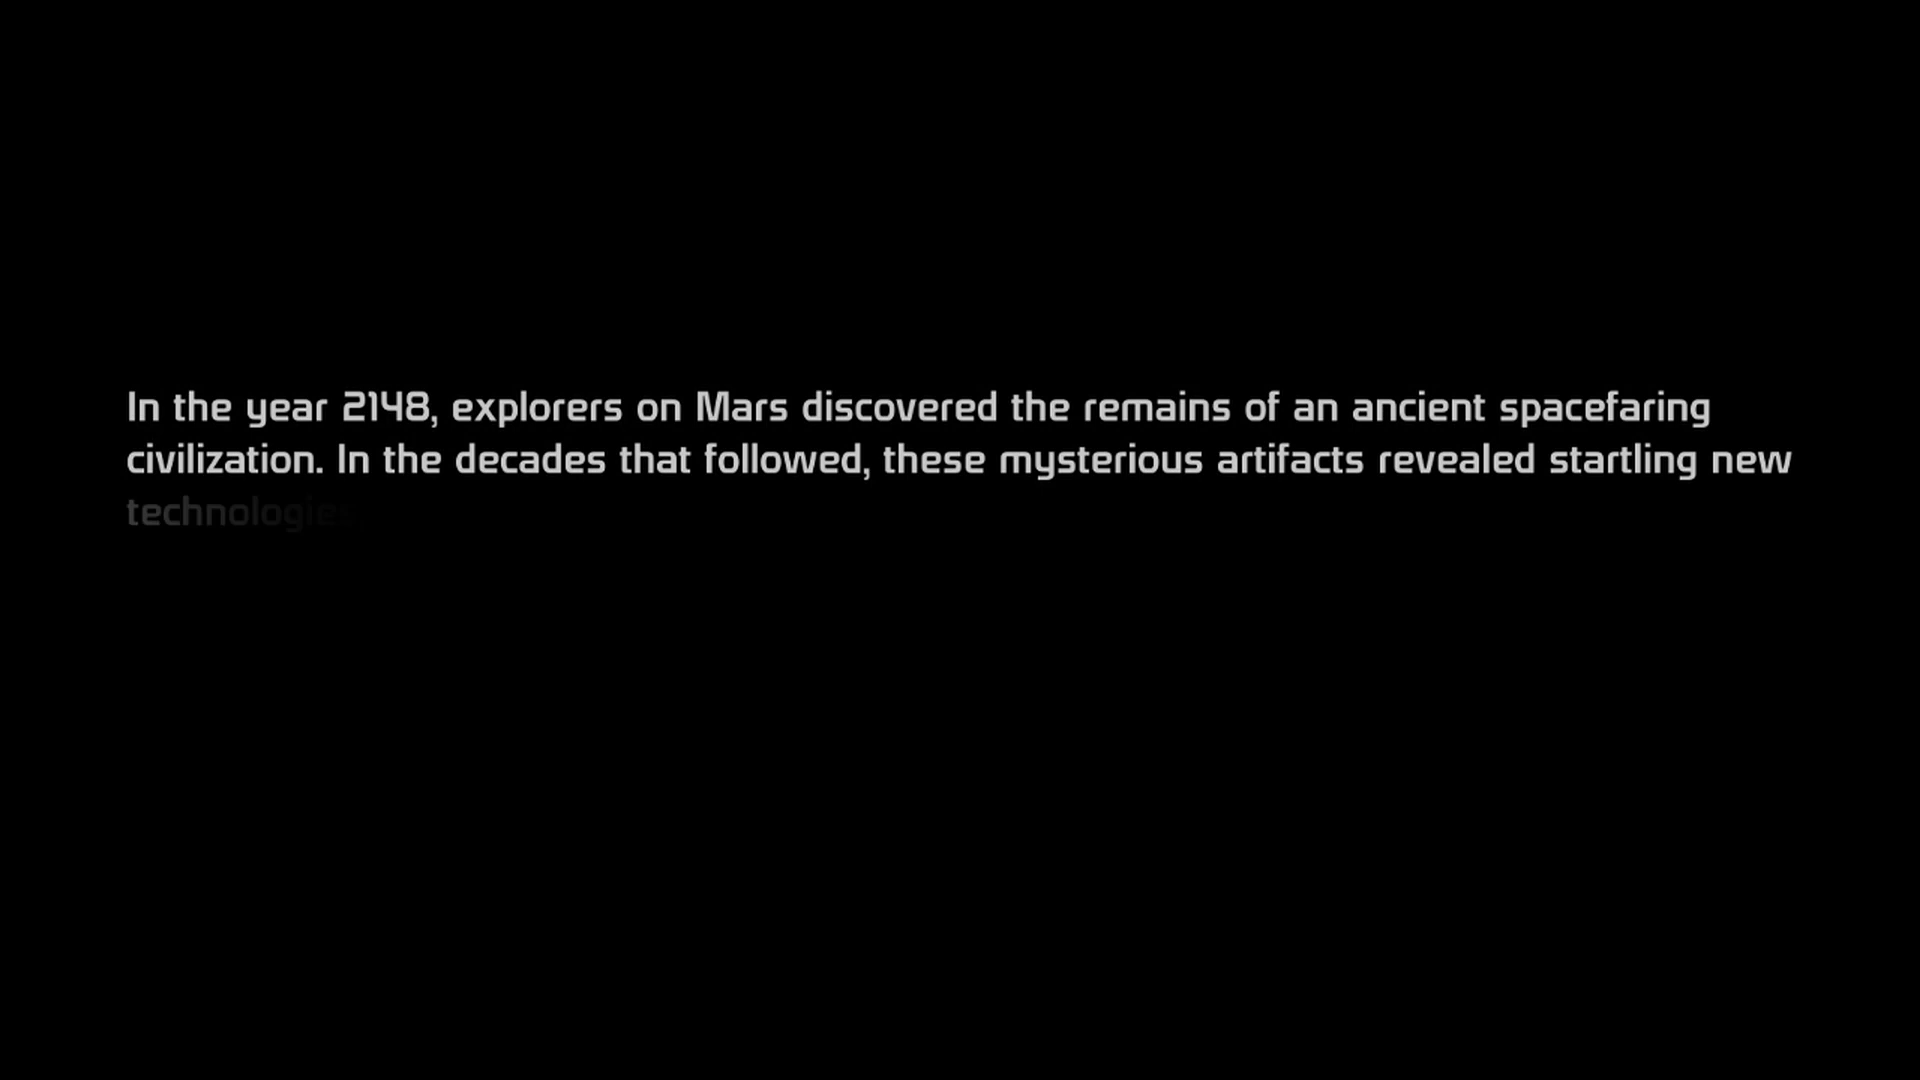 In the year 2148, explorers on Mars discovered the remains of an ancient spacefaring
civilization. In the decades that followed, these mysterious artifacts revealed startling new
technologies